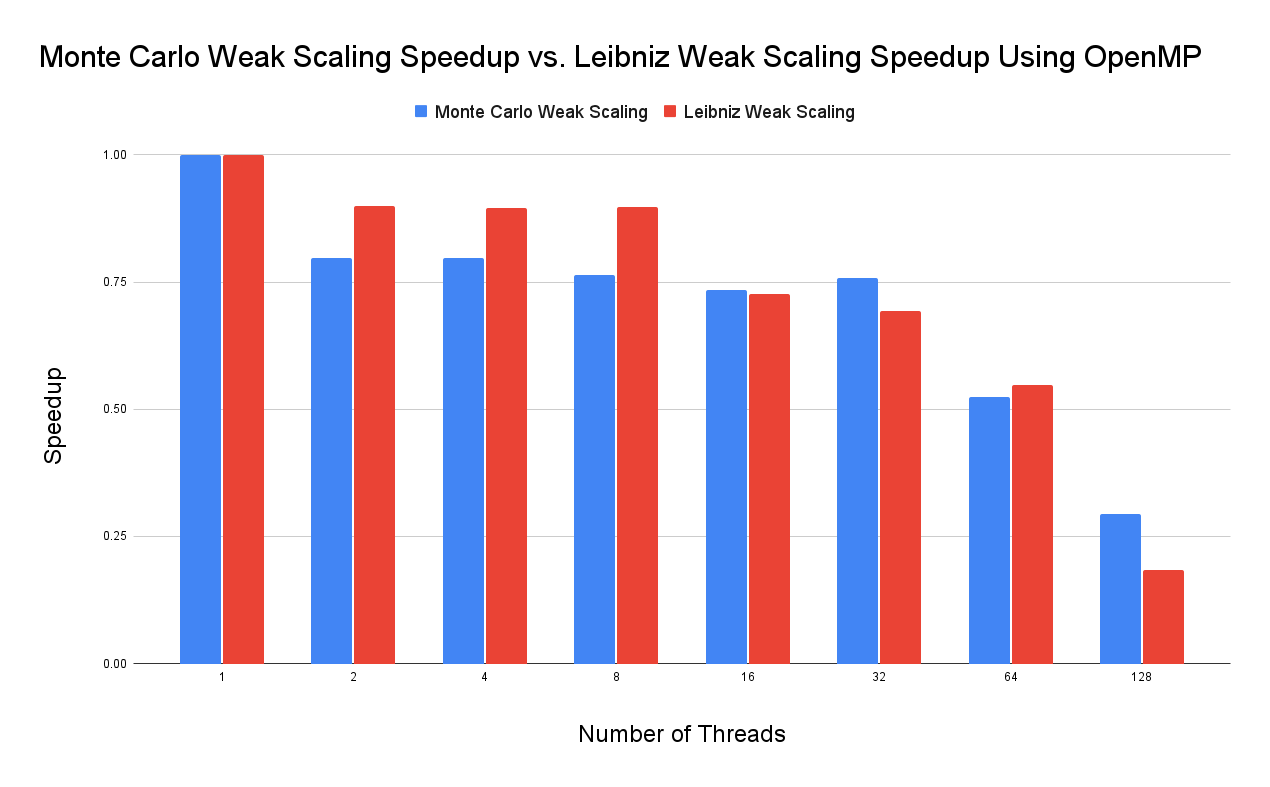 Monte Carlo Weak Scaling Speedup vs. Leibniz Weak Scaling Speedup Using OpenMP
Monte Carlo Weak Scaling Leibniz Weak Scaling
1.00
0.75
0.50
0.25
0.00
Speedup
1 2 4 8 16 32 64 128
Number of Threads